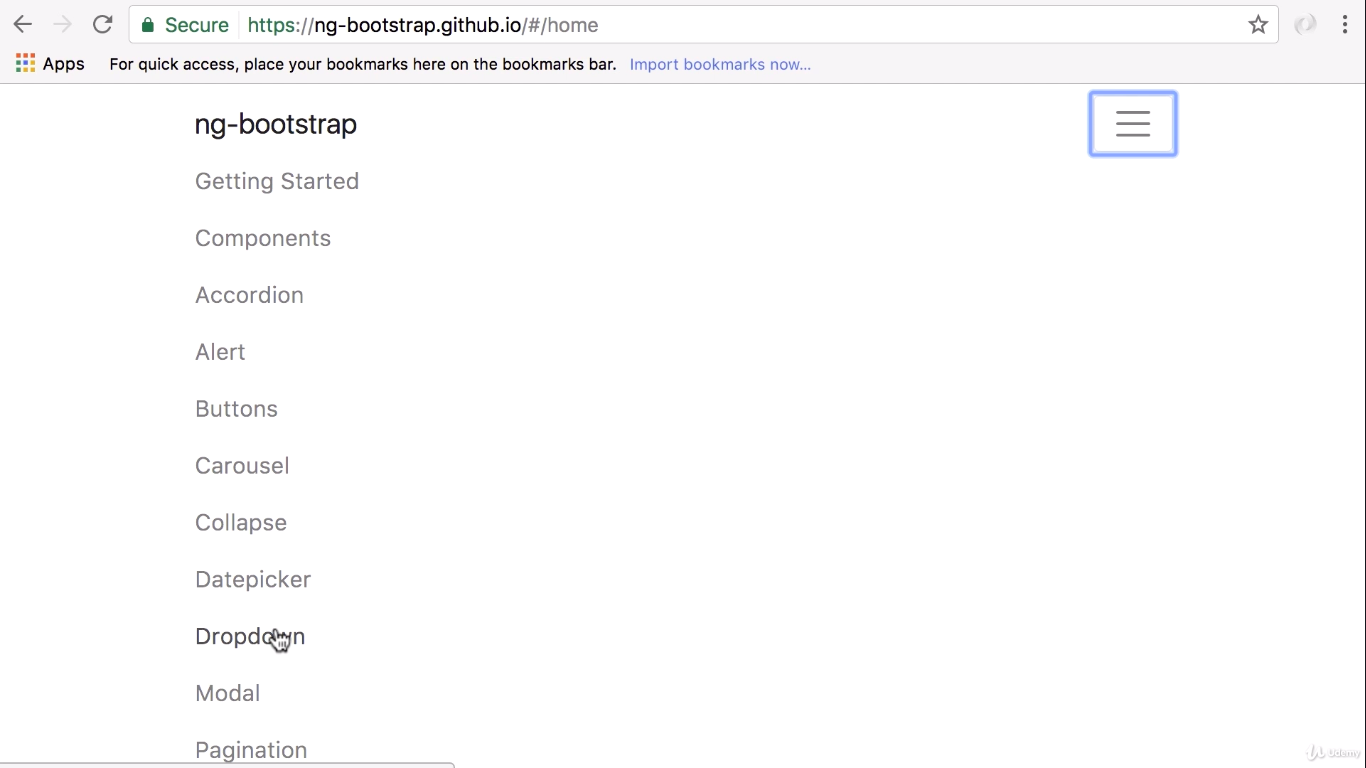 Secure https://ng-bootstrap.github.io/#/home
Apps For quick access, place your bookmarks here on the bookmarks bar. Import bookmarks now...
ng-bootstrap
Getting Started
Components
Accordion
Alert
Buttons
Carousel
Collapse
Datepicker
Dropdown
Modal
Pagination
Udemy